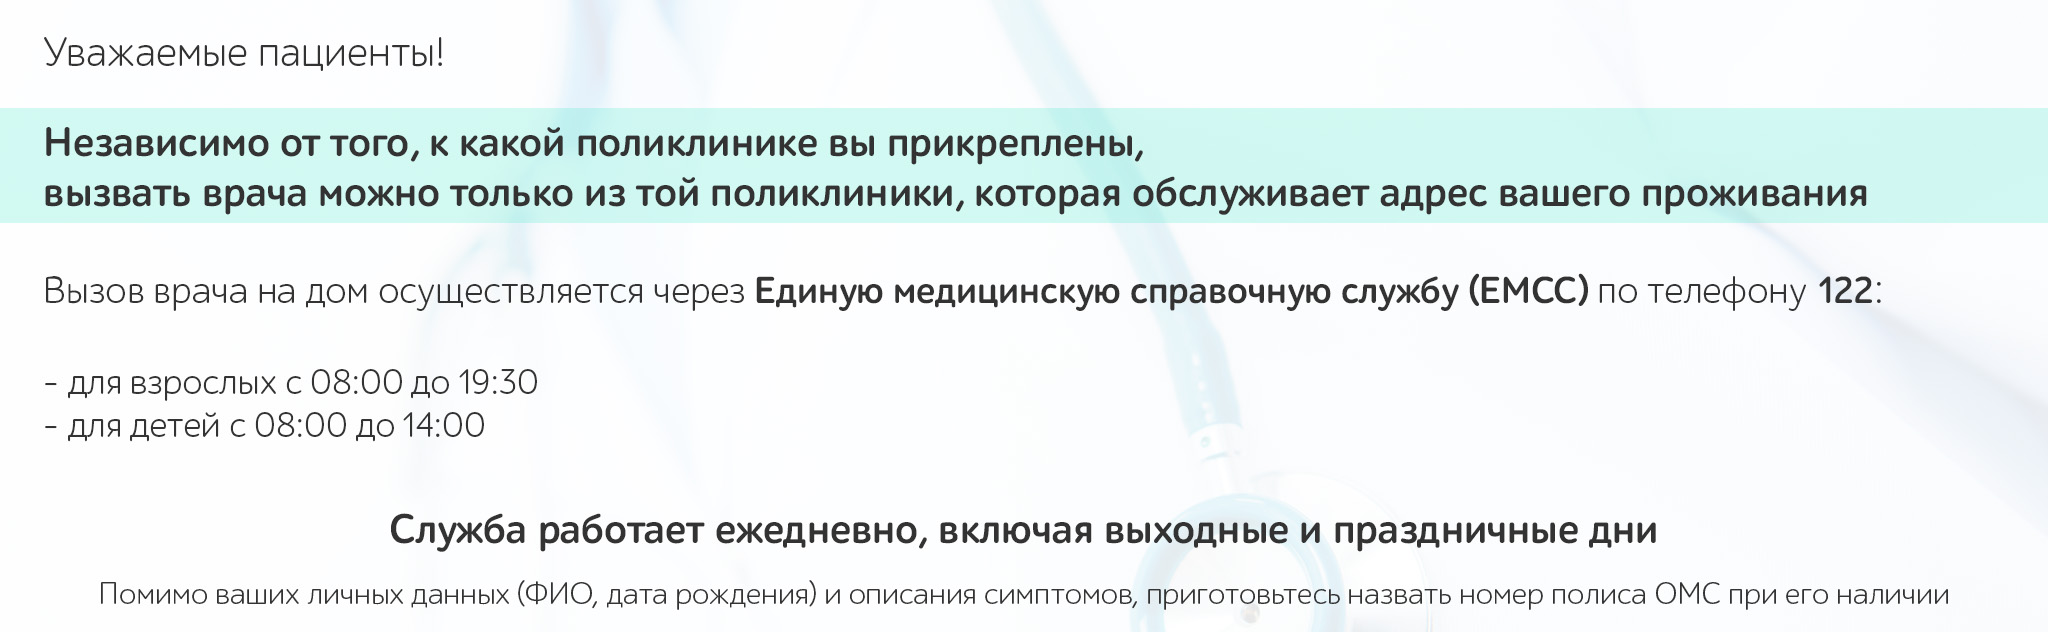 Уважаемые пациенты!
Независимо от того, к какой поликлинике вы прикреплены,
вызвать врача можно только из той поликлиники, которая обслуживает адрес вашего проживания
Вызов врача на дом осуществляется через Единую медицинскую справочную службу (ЕМСС) по телефону 122:
- для взрослых с 08:00 до 19:30
- для детей с 08:00 до 14:00
Служба работает ежедневно, включая выходные и праздничные дни
Помимо ваших личных данных (ФИО, дата рождения) и описания симптомов, приготовьтесь назвать номер полиса ОМС при его наличии